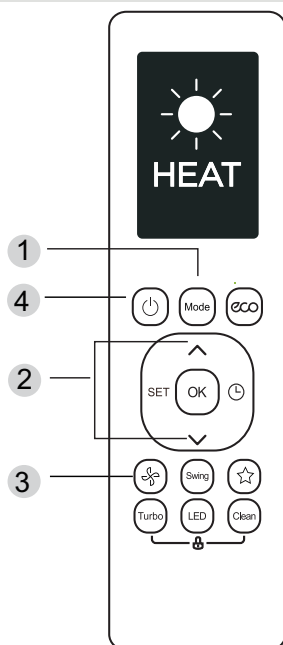 HEAT
1
4
Mode
eco
2
SET
OK
3
Swing
Turbo
LED
Clean